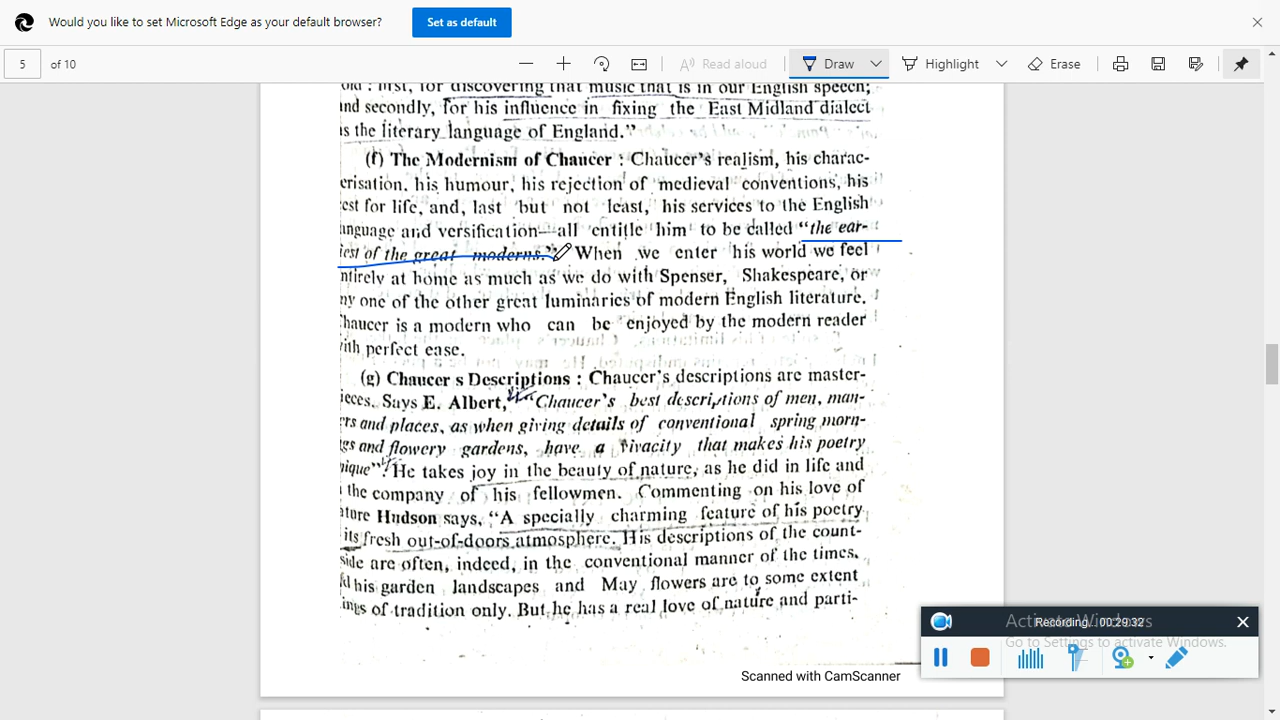 Would you like to set Microsoft Edge as your default browser?
Set as default
5
of 10
Read aloud
Draw
Highlight
Erase
old : first, for discovering that music that is in our English speech;
and secondly, for his influence in fixing the East Midland dialect
as the literary language of England."
(f) The Modernism of Chaucer : Chaucer's realism, his charac-
erisation, his humour, his rejection of medieval conventions, his
est for life, and, last but not least, his services to the English
anguage and versification—all entitle him to be called "the ear-
iest of the great moderns." When we enter his world we feel
ntirely at home as much as we do with Spenser, Shakespeare, or
ny one of the other great luminaries of modern English literature.
Chaucer is a modern who can be enjoyed by the modern reader
ith perfect ease.
(g) Chaucer s Descriptions : Chaucer's descriptions are master-
ieces. Says E. Albert, "Chaucer's best descriptions of men, man-
ers and places, as when giving details of conventional spring morn-
gs and flowery gardens, have a vivacity that makes his poetry
nique". He takes joy in the beauty of nature, as he did in life and
the company of his fellowmen. Commenting on his love of
ature Hudson says, "A specially charming feature of his poetry
its fresh out-of-doors atmosphere. His descriptions of the count-
side are often, indeed, in the conventional manner of the times,
d his garden landscapes and May flowers are to some extent
ings of tradition only. But he has a real love of nature and parti-
Scanned with CamScanner
Recording... 00:29:32
Activate Windows
Go to Settings to activate Windows.